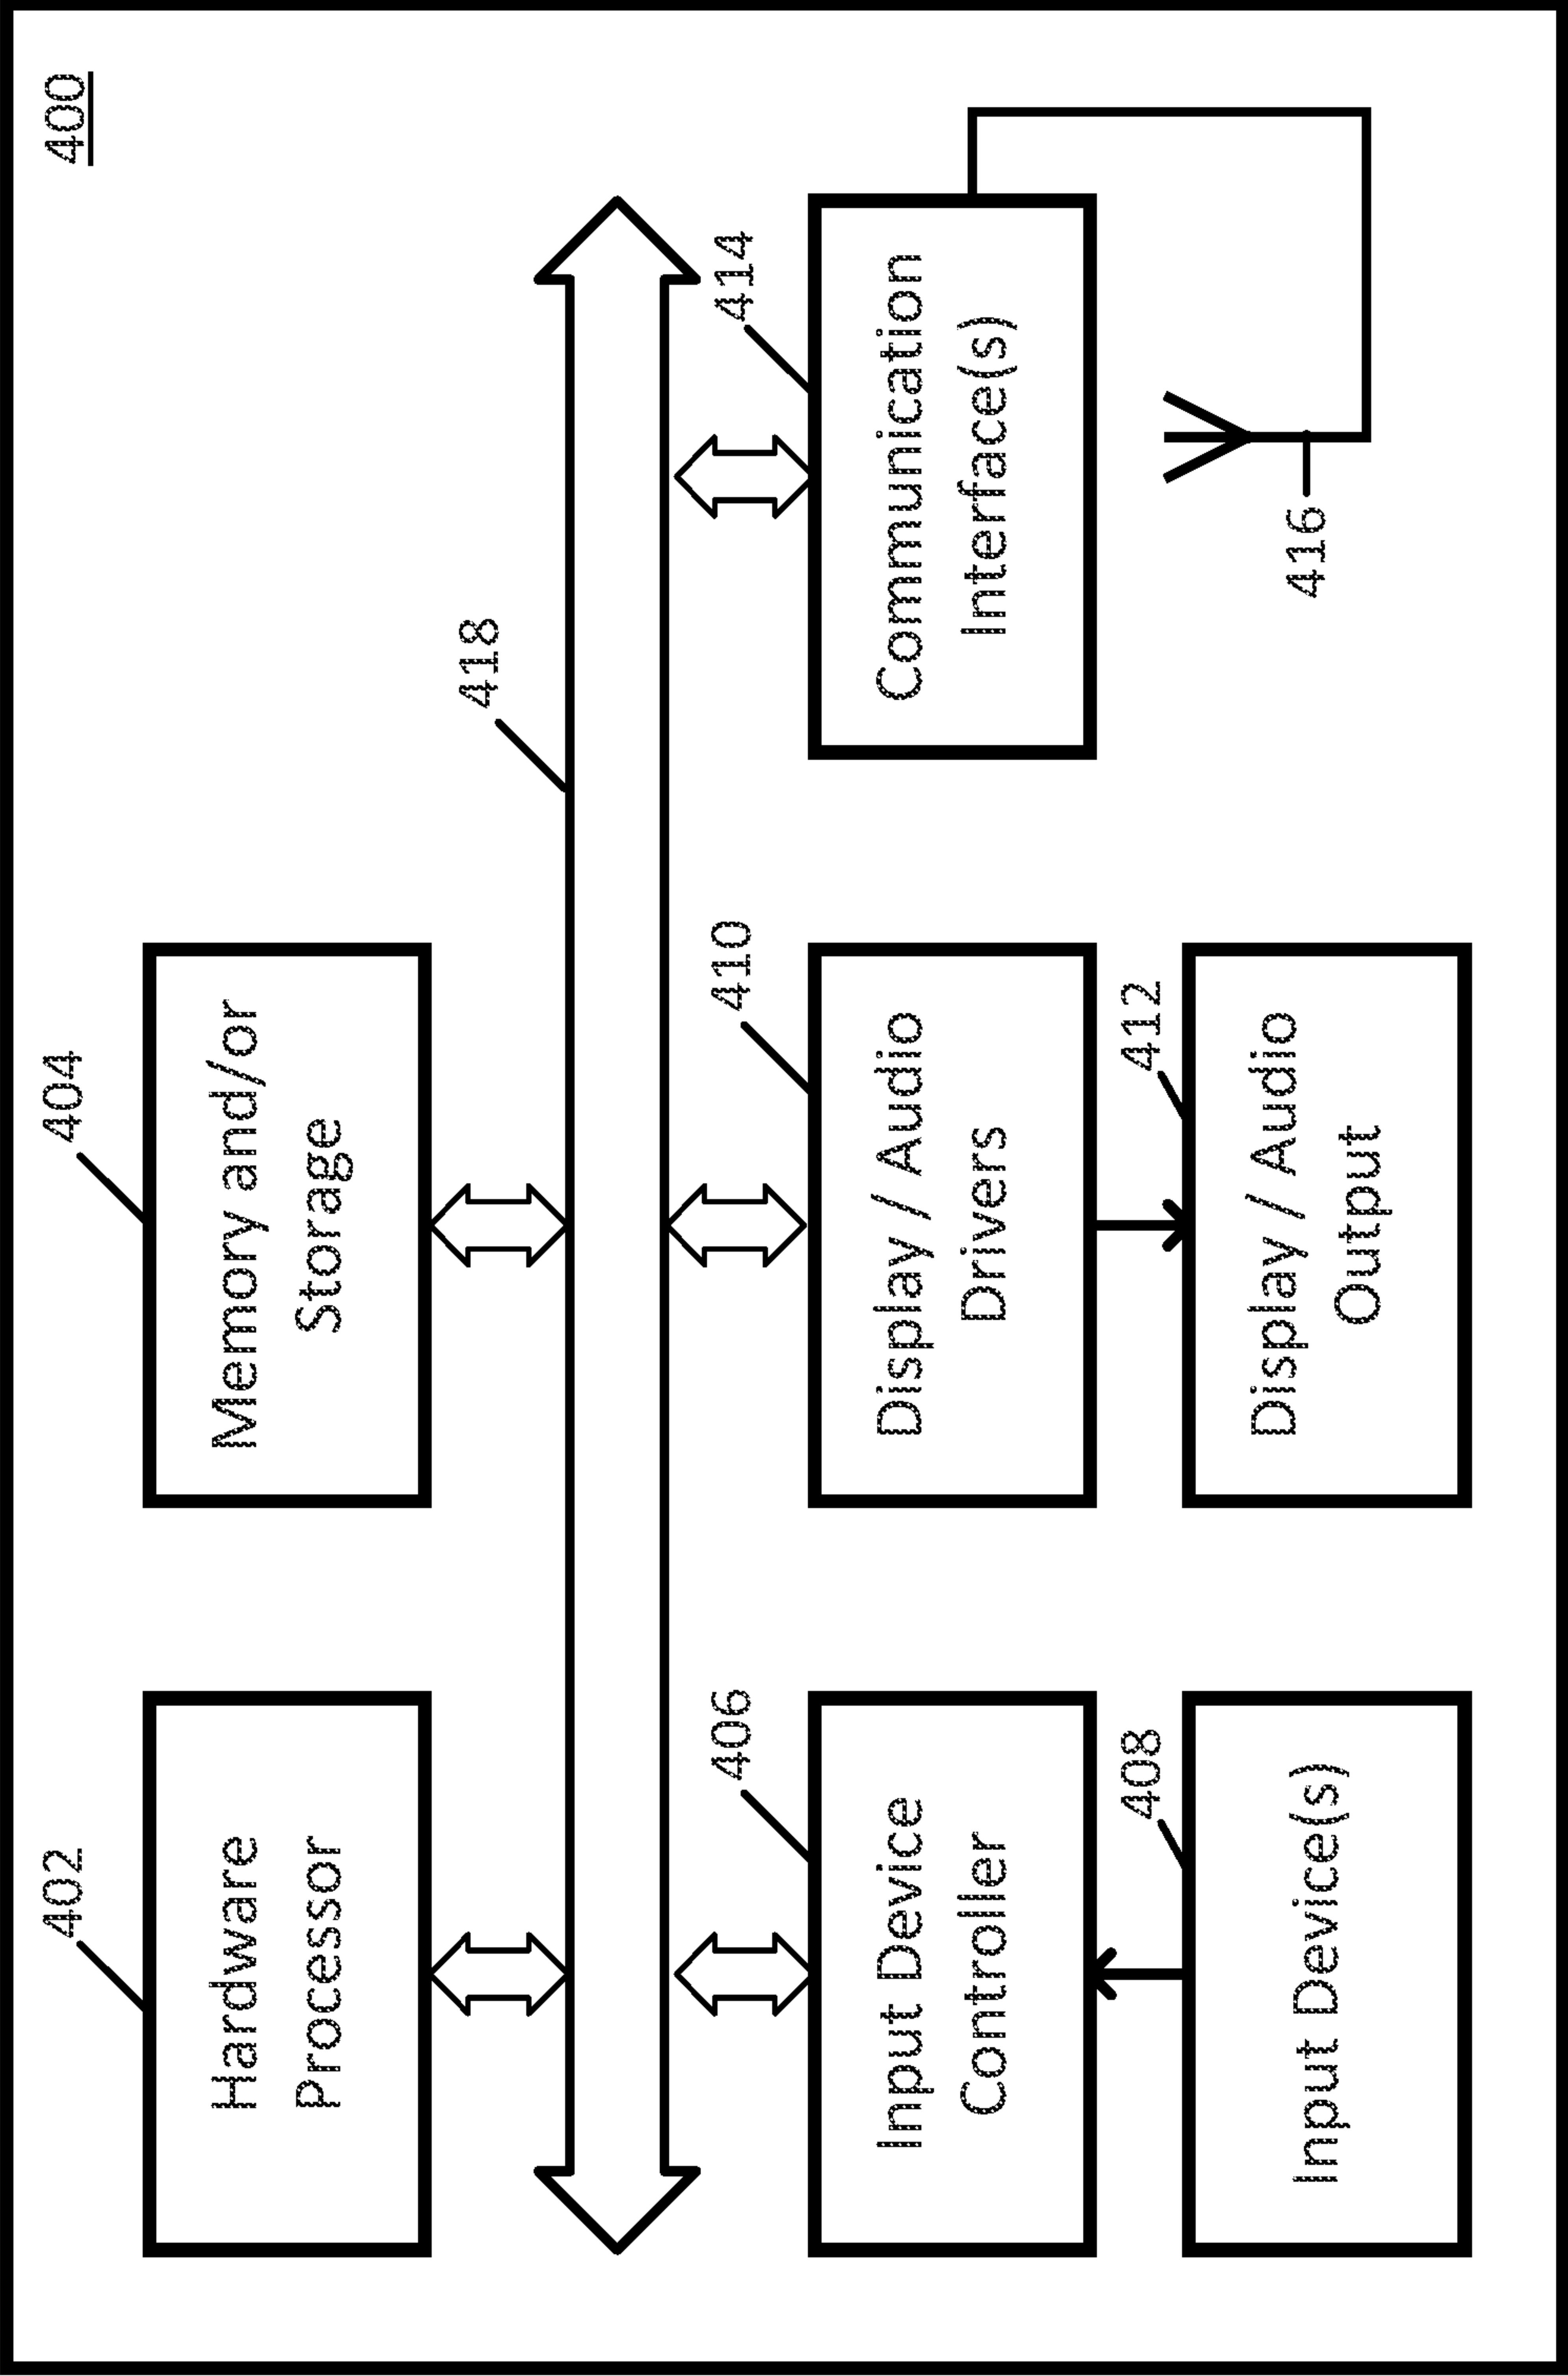 400
402
Hardware
Processor
404
Memory and/or
Storage
418
406
Input Device
Controller
410
Display / Audio
Drivers
414
Communication
Interface(s)
408
Input Device(s)
412
Display / Audio
Output
416